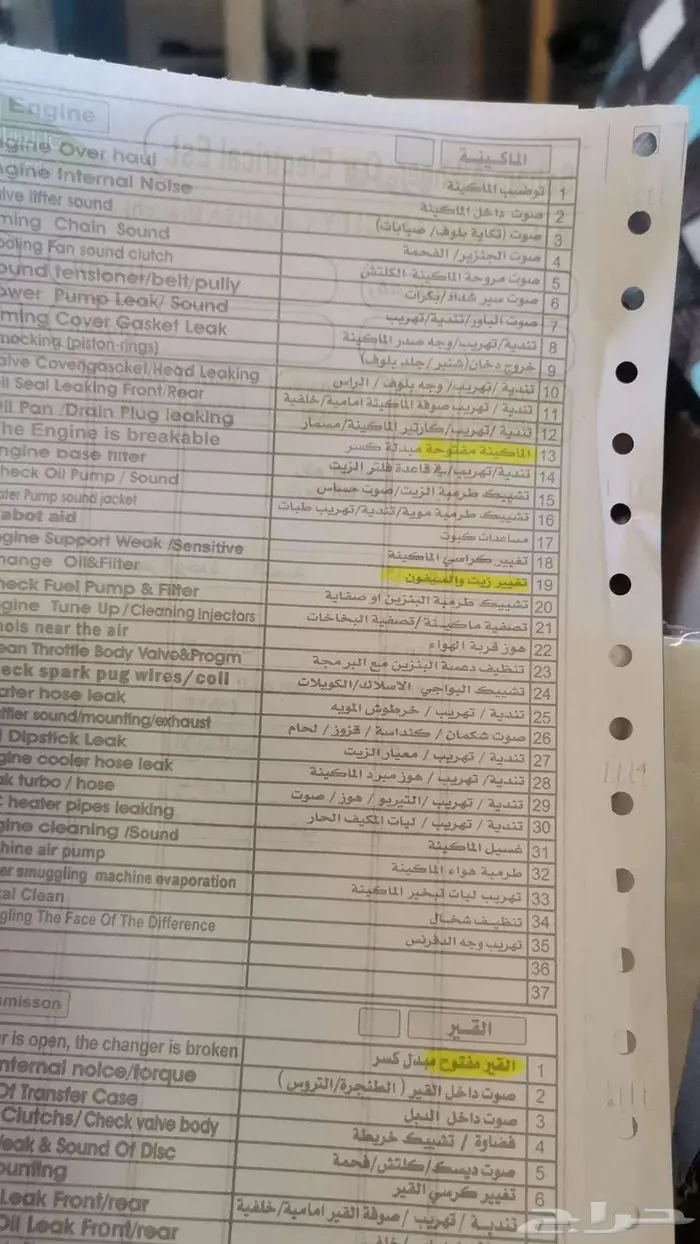 Engine الماكينة
ngine Over haul توضيب الماكينة 1
ngine Internal Noise صوت داخل الماكينة 2
lve lifter sound صوت (تكاية بلوف/ صبابات) 3
ming Chain Sound صوت الجنزير/ الفحمة 4
ooling Fan sound clutch صوت مروحة الماكينة الكلتش 5
ound tensionet/belt/pully صوت سير شداد/بكرات 6
ower Pump Leak/ Sound صوت الباور/تندية/تهريب 7
ming Cover Gasket Leak تندية/تهريب/وجه صدر الماكينة 8
mocking (piston-rings) خروج دخان(شنبر/ جلد بلوف) 9
alve Covergascket/Head Leaking تندية / تهريب/ وجه بلوف / الراس 10
il Seal Leaking Front/Rear تندية / تهريب صوفة الماكينة امامية/خلفية 11
il Pan /Drain Plug leaking تندية /تهريب/كارتير الماكينة/مسمار 12
he Engine is breakable الماكينة مفتوحة مبدلة كسر 13
ngine base filter تندية/تهريب/في قاعدة فلتر الزيت 14
heck Oil Pump / Sound تشييك طرمبة الزيت/صوت حساس 15
ater Pump sound jacket تشييك طرمبة موية/تندية/تهريب طبات 16
abot aid مساعدات كبوت 17
ngine Support Weak /Sensitive تغيير كراسي الماكينة 18
hange Oil&Filter تغيير زيت والسيفون 19
heck Fuel Pump & Filter تشييك طرمبة البنزين او صفاية 20
ngine Tune Up/Cleaning Injectors تصفية ماكينة/تصفية البخاخات 21
hols near the air هوز قربة الهواء 22
ean Throttle Body Valve&Progm تنظيف دعسة البنزين مع البرمجة 23
eck spark pug wires/coil تشييك البواجي الاسلاك/الكويلات 24
ater hose leak تندية / تهريب / خرطوش المويه 25
ffler sound/mounting/exhaust صوت شكمان / كنداسة / قزوز / لحام 26
l Dipstick Leak تندية / تهريب / معيار الزيت 27
gine cooler hose leak تندية/ تهريب / هوز مبرد الماكينة 28
ak turbo / hose تندية / تهريب /التيربو / هوز / صوت 29
C heater pipes leaking تندية / تهريب / ليات المكيف الحار 30
gine cleaning /Sound غسيل الماكينة 31
hine air pump طرمبة هواء الماكينة 32
er smuggling machine evaporation تهريب ليات تبخير الماكينة 33
al Clean تنظيف شخال 34
gling The Face Of The Difference تهريب وجه الدفرنس 35
36
37
smisson القير
r is open, the changer is broken القير مفتوح مبدل كسر 1
nternal noice/torque صوت داخل القير ( الطنجرة/التروس) 2
Of Transfer Case صوت داخل الدبل 3
Clutchs/ Check valve body فضاوة / تشييك خريطة 4
eak & Sound Of Disc صوت ديسك/كلتش/فحمة 5
ounting تغيير كرسي القير 6
Leak Front/rear تندية / تهريب / صوفة القير امامية/خلفية
Oil Leak Front/rear
حراج